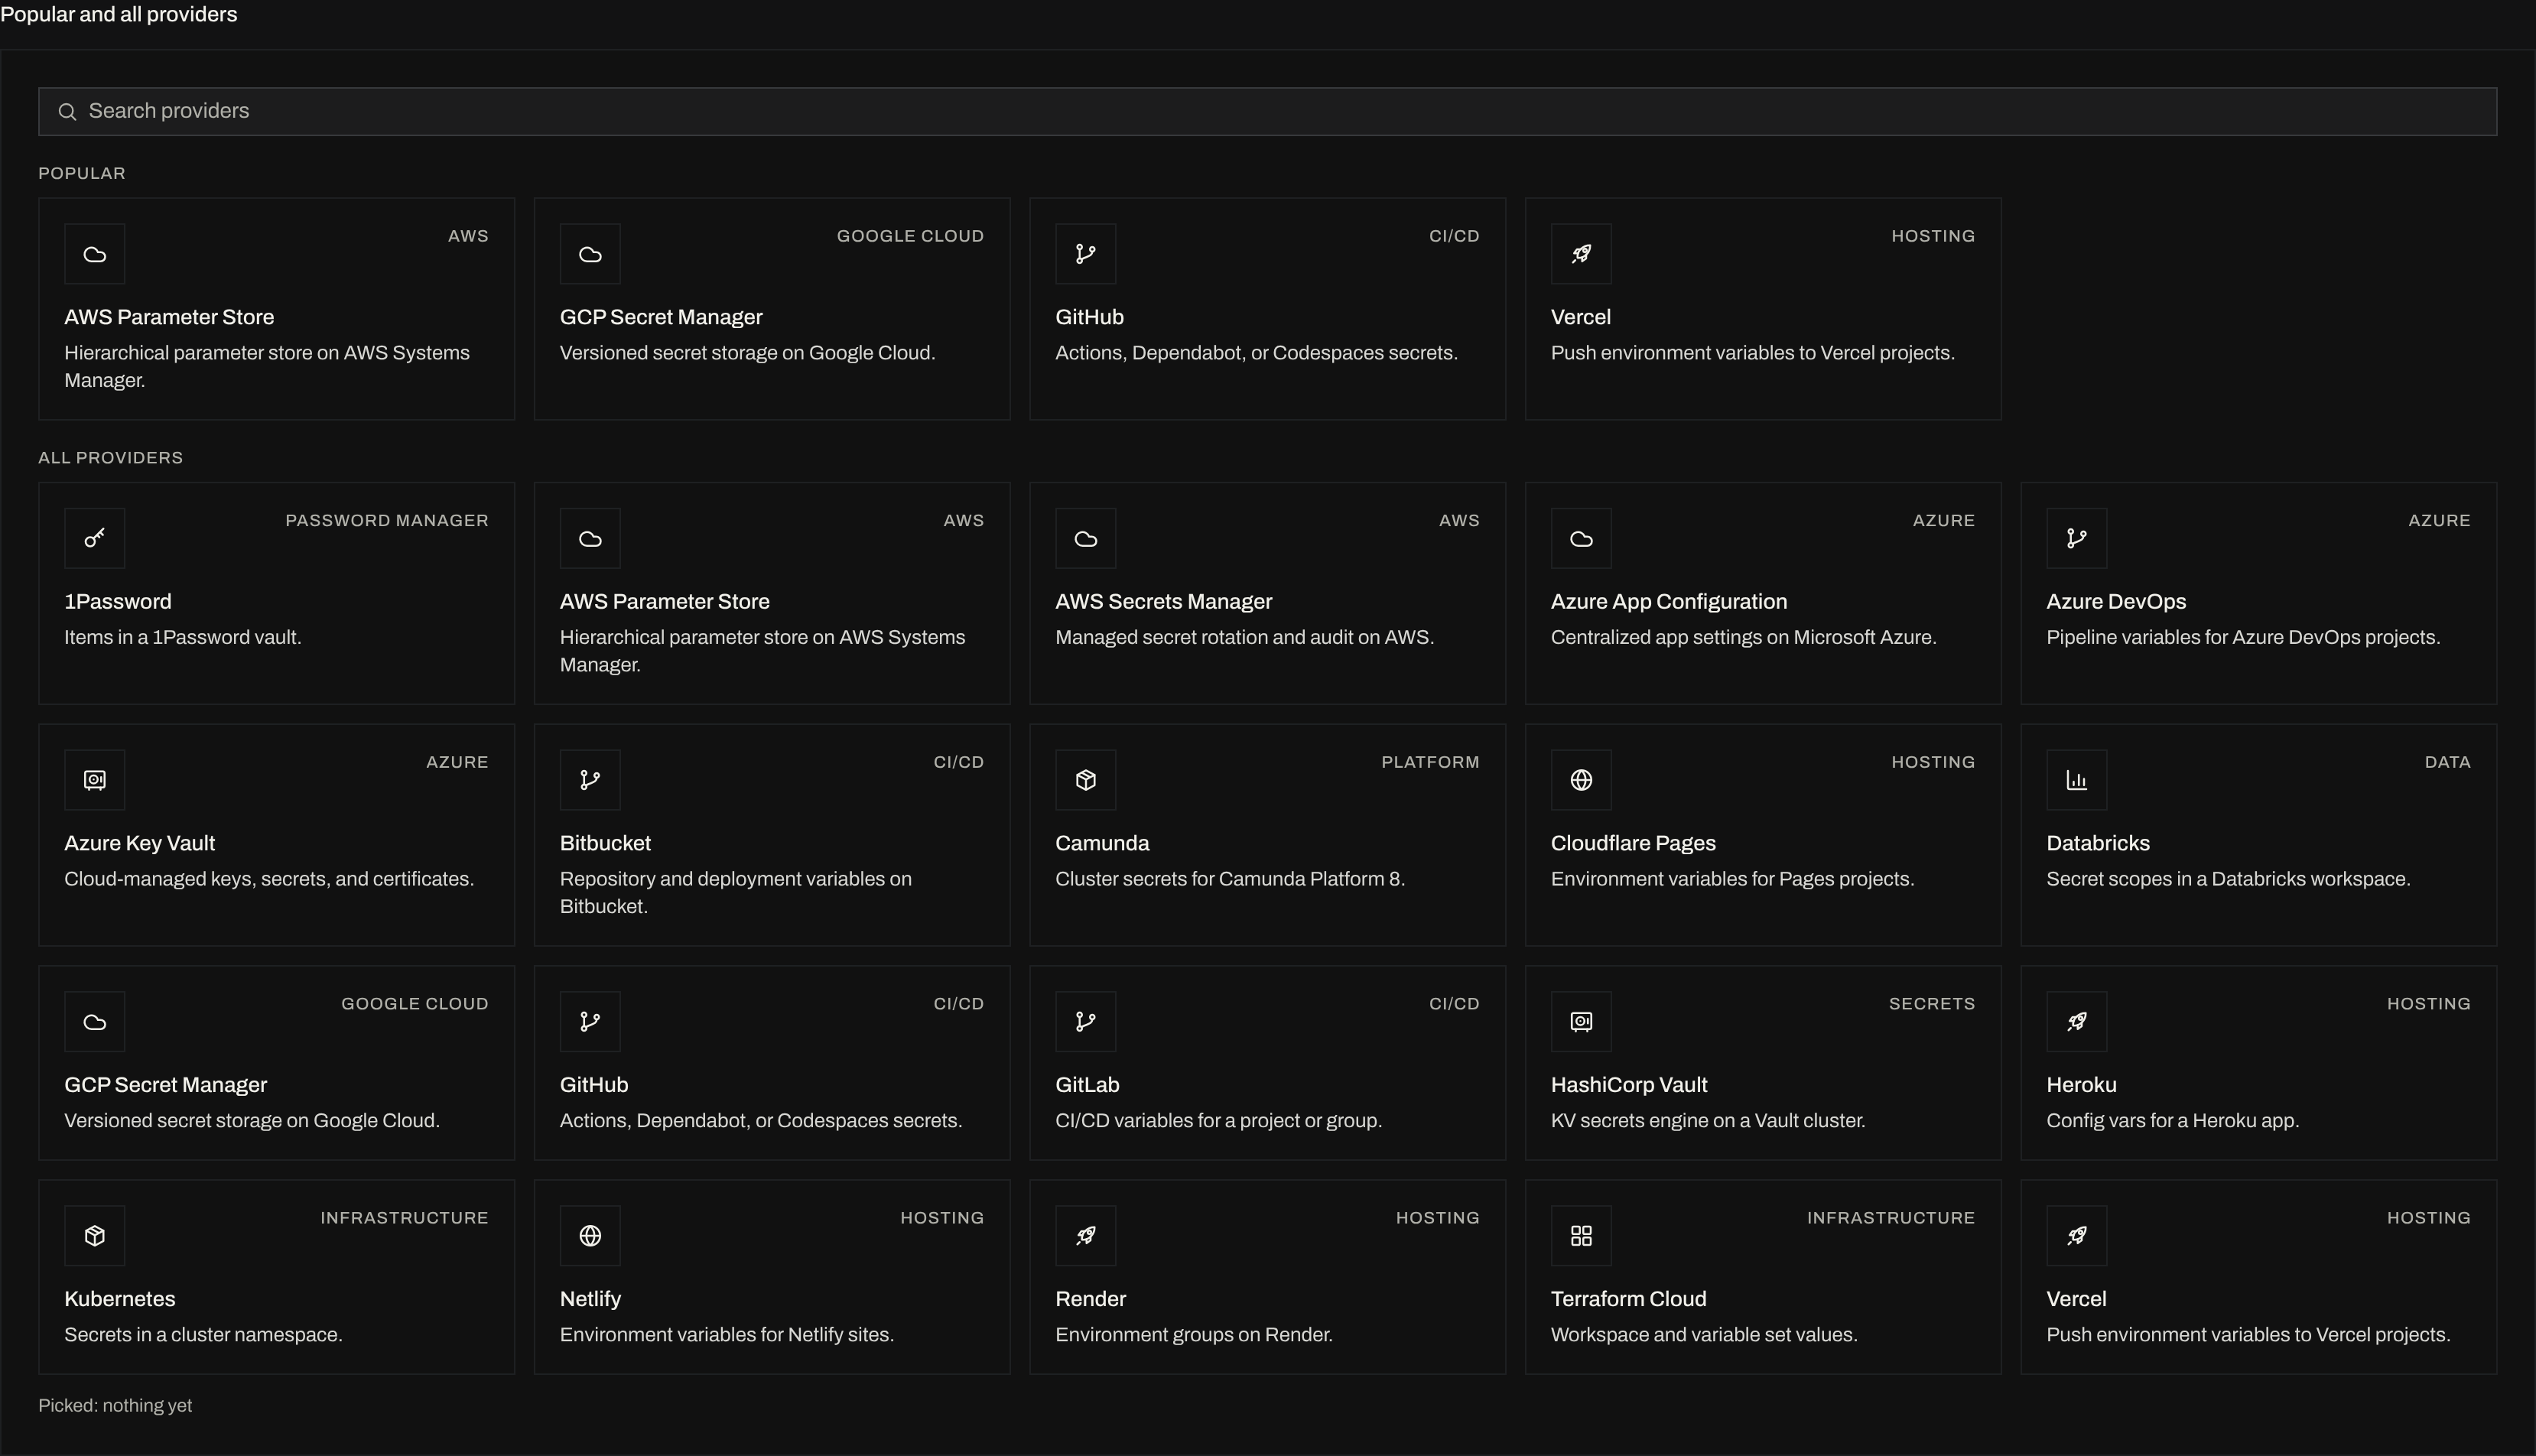 Popular and all providers
Search providers
POPULAR
AWS
AWS Parameter Store
Hierarchical parameter store on AWS Systems
Manager.
GOOGLE CLOUD
GCP Secret Manager
Versioned secret storage on Google Cloud.
CI/CD
GitHub
Actions, Dependabot, or Codespaces secrets.
HOSTING
Vercel
Push environment variables to Vercel projects.
ALL PROVIDERS
PASSWORD MANAGER
1Password
Items in a 1Password vault.
AWS
AWS Parameter Store
Hierarchical parameter store on AWS Systems
Manager.
AWS
AWS Secrets Manager
Managed secret rotation and audit on AWS.
AZURE
Azure App Configuration
Centralized app settings on Microsoft Azure.
AZURE
Azure DevOps
Pipeline variables for Azure DevOps projects.
AZURE
Azure Key Vault
Cloud-managed keys, secrets, and certificates.
CI/CD
Bitbucket
Repository and deployment variables on
Bitbucket.
PLATFORM
Camunda
Cluster secrets for Camunda Platform 8.
HOSTING
Cloudflare Pages
Environment variables for Pages projects.
DATA
Databricks
Secret scopes in a Databricks workspace.
GOOGLE CLOUD
GCP Secret Manager
Versioned secret storage on Google Cloud.
CI/CD
GitHub
Actions, Dependabot, or Codespaces secrets.
CI/CD
GitLab
CI/CD variables for a project or group.
SECRETS
HashiCorp Vault
KV secrets engine on a Vault cluster.
HOSTING
Heroku
Config vars for a Heroku app.
INFRASTRUCTURE
Kubernetes
Secrets in a cluster namespace.
HOSTING
Netlify
Environment variables for Netlify sites.
HOSTING
Render
Environment groups on Render.
INFRASTRUCTURE
Terraform Cloud
Workspace and variable set values.
HOSTING
Vercel
Push environment variables to Vercel projects.
Picked: nothing yet